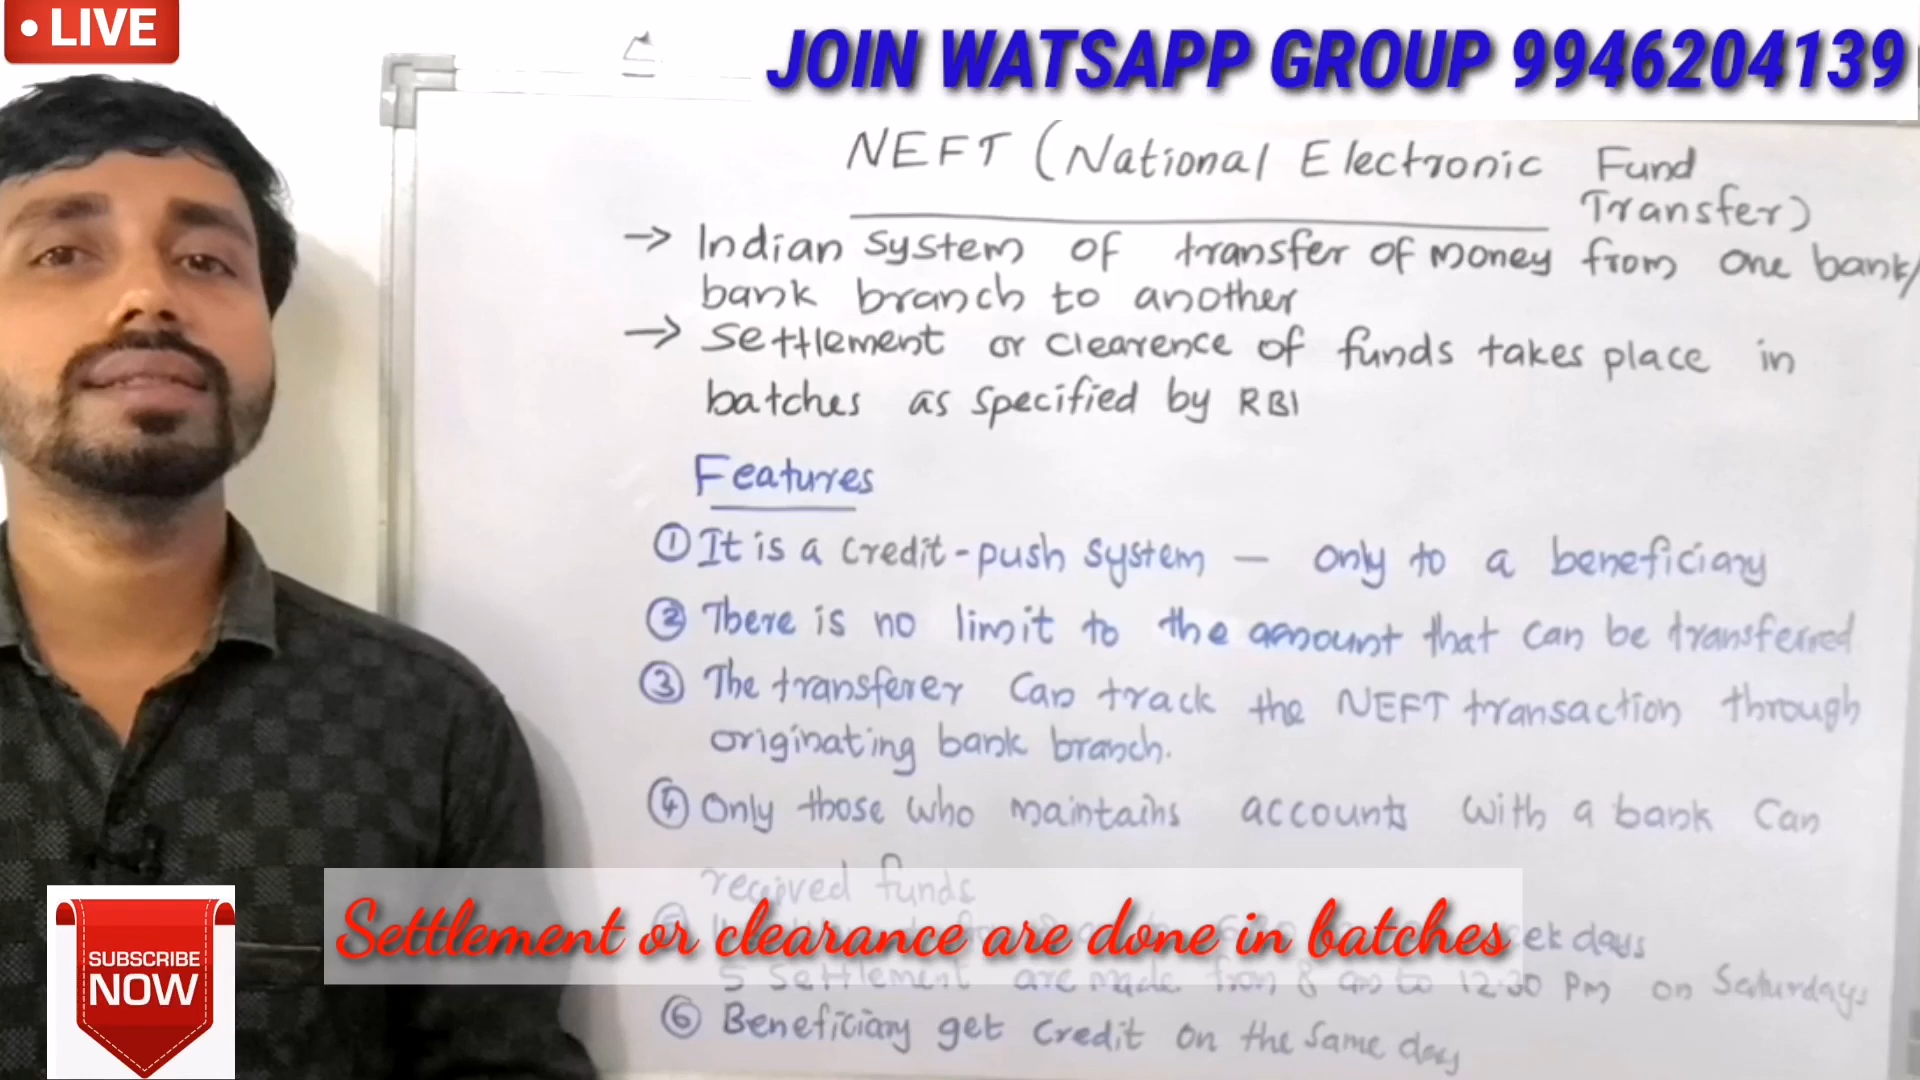 • LIVE
JOIN WATSAPP GROUP 9946204139
NEFT (National Electronic Fund
Transfer)
→ Indian system of transfer of money from one bank/
bank branch to another
→ Settlement or clearence of funds takes place in
batches as specified by RBI
Features
① It is a credit-push system — only to a beneficiary
② There is no limit to the amount that can be transferred
③ The transferer can track the NEFT transaction through
originating bank branch.
④ Only those who maintains accounts with a bank can
recieved funds
Settlement or clearance are done in batches
days
5 settlement are made from 8 am to 12.30 pm on Saturdays
⑥ Beneficiary get credit on the same day
SUBSCRIBE
NOW